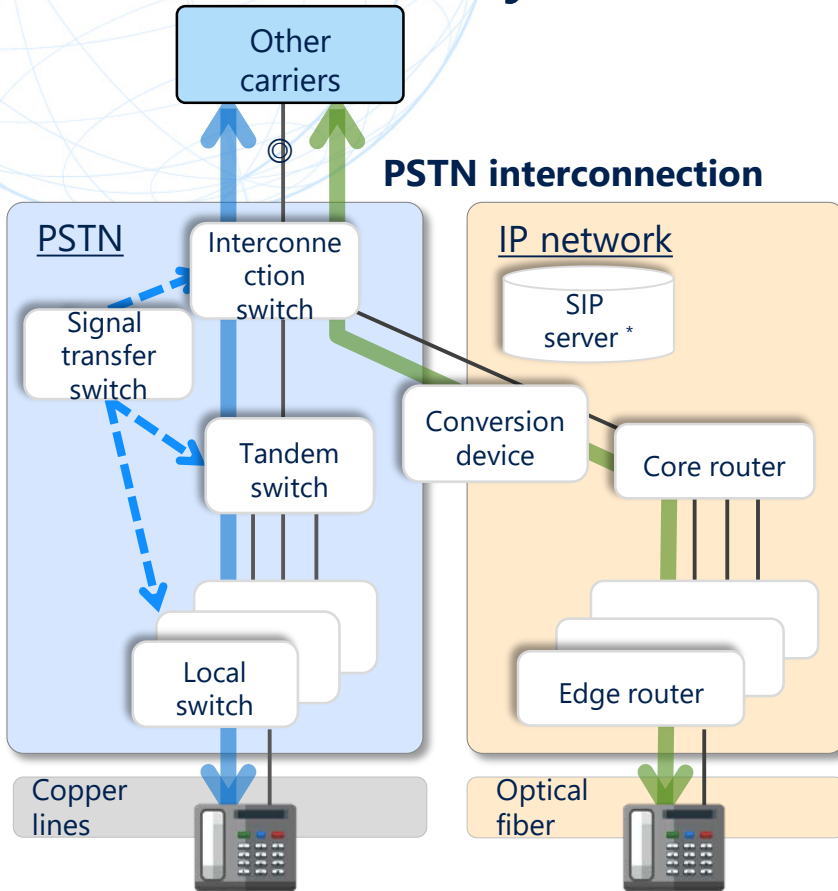 Other
carriers
PSTN interconnection
PSTN
Interconne
ction
switch
Signal
transfer
switch
Tandem
switch
Local
switch
Copper
lines
IP network
SIP
server *
Conversion
device
Core router
Edge router
Optical
fiber